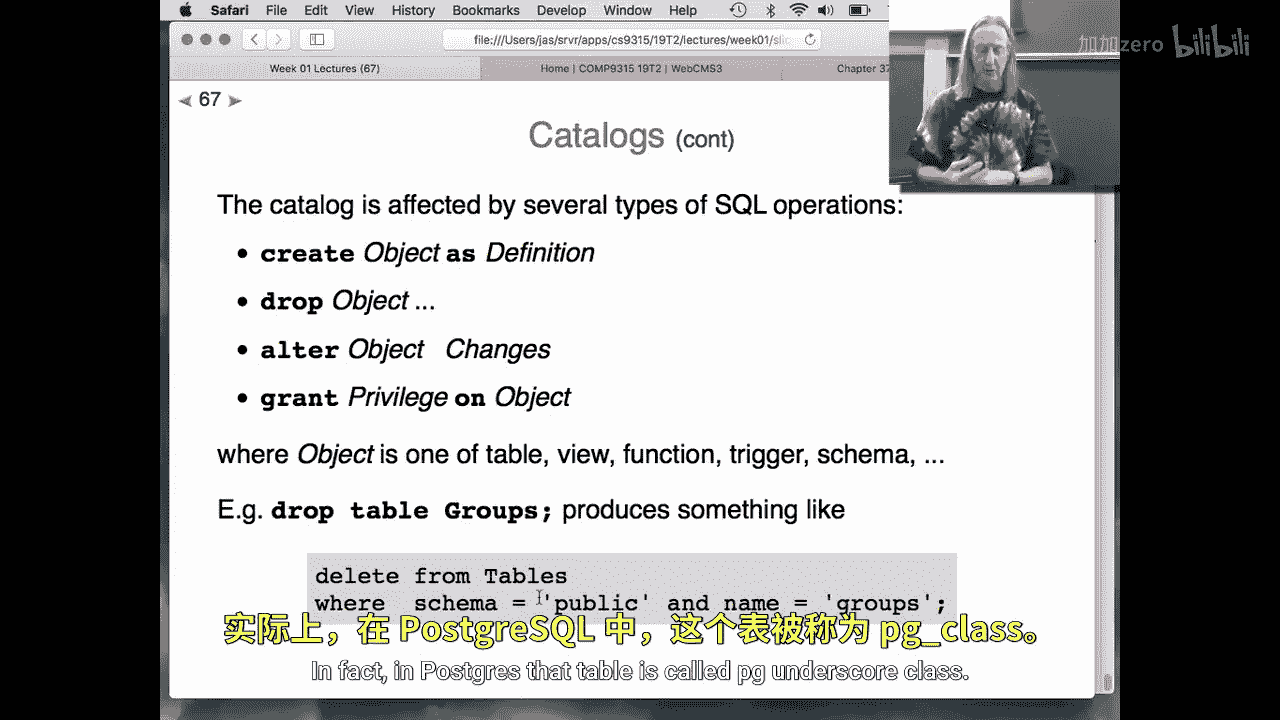 Safari File Edit View History Bookmarks Develop Window Help
加加zero bilibili
file:///Users/jas/srvr/apps/cs9315/19T2/lectures/week01/slid
Week 01 Lectures (67) Home | COMP9315 19T2 | WebCMS3 Chapter 37
67
Catalogs (cont)
The catalog is affected by several types of SQL operations:
• create Object as Definition
• drop Object ...
• alter Object Changes
• grant Privilege on Object
where Object is one of table, view, function, trigger, schema, ...
E.g. drop table Groups; produces something like
delete from Tables
where schema = 'public' and name = 'groups';
实际上，在 PostgreSQL 中，这个表被称为 pg_class。
In fact, in Postgres that table is called pg underscore class.